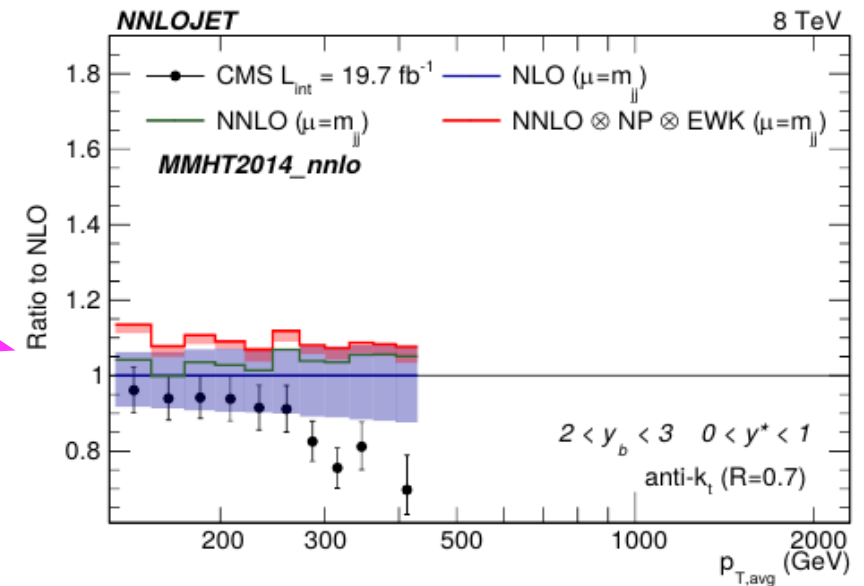 NNLOJET 8 TeV
CMS L_int = 19.7 fb⁻¹ NLO (μ=m_jj)
NNLO (μ=m_jj) NNLO ⊗ NP ⊗ EWK (μ=m_jj)
MMHT2014_nnlo
Ratio to NLO
1.8
1.6
1.4
1.2
1
0.8
2 < y_b < 3 0 < y* < 1
anti-k_t (R=0.7)
200 300 500 1000 2000
p_T,avg (GeV)